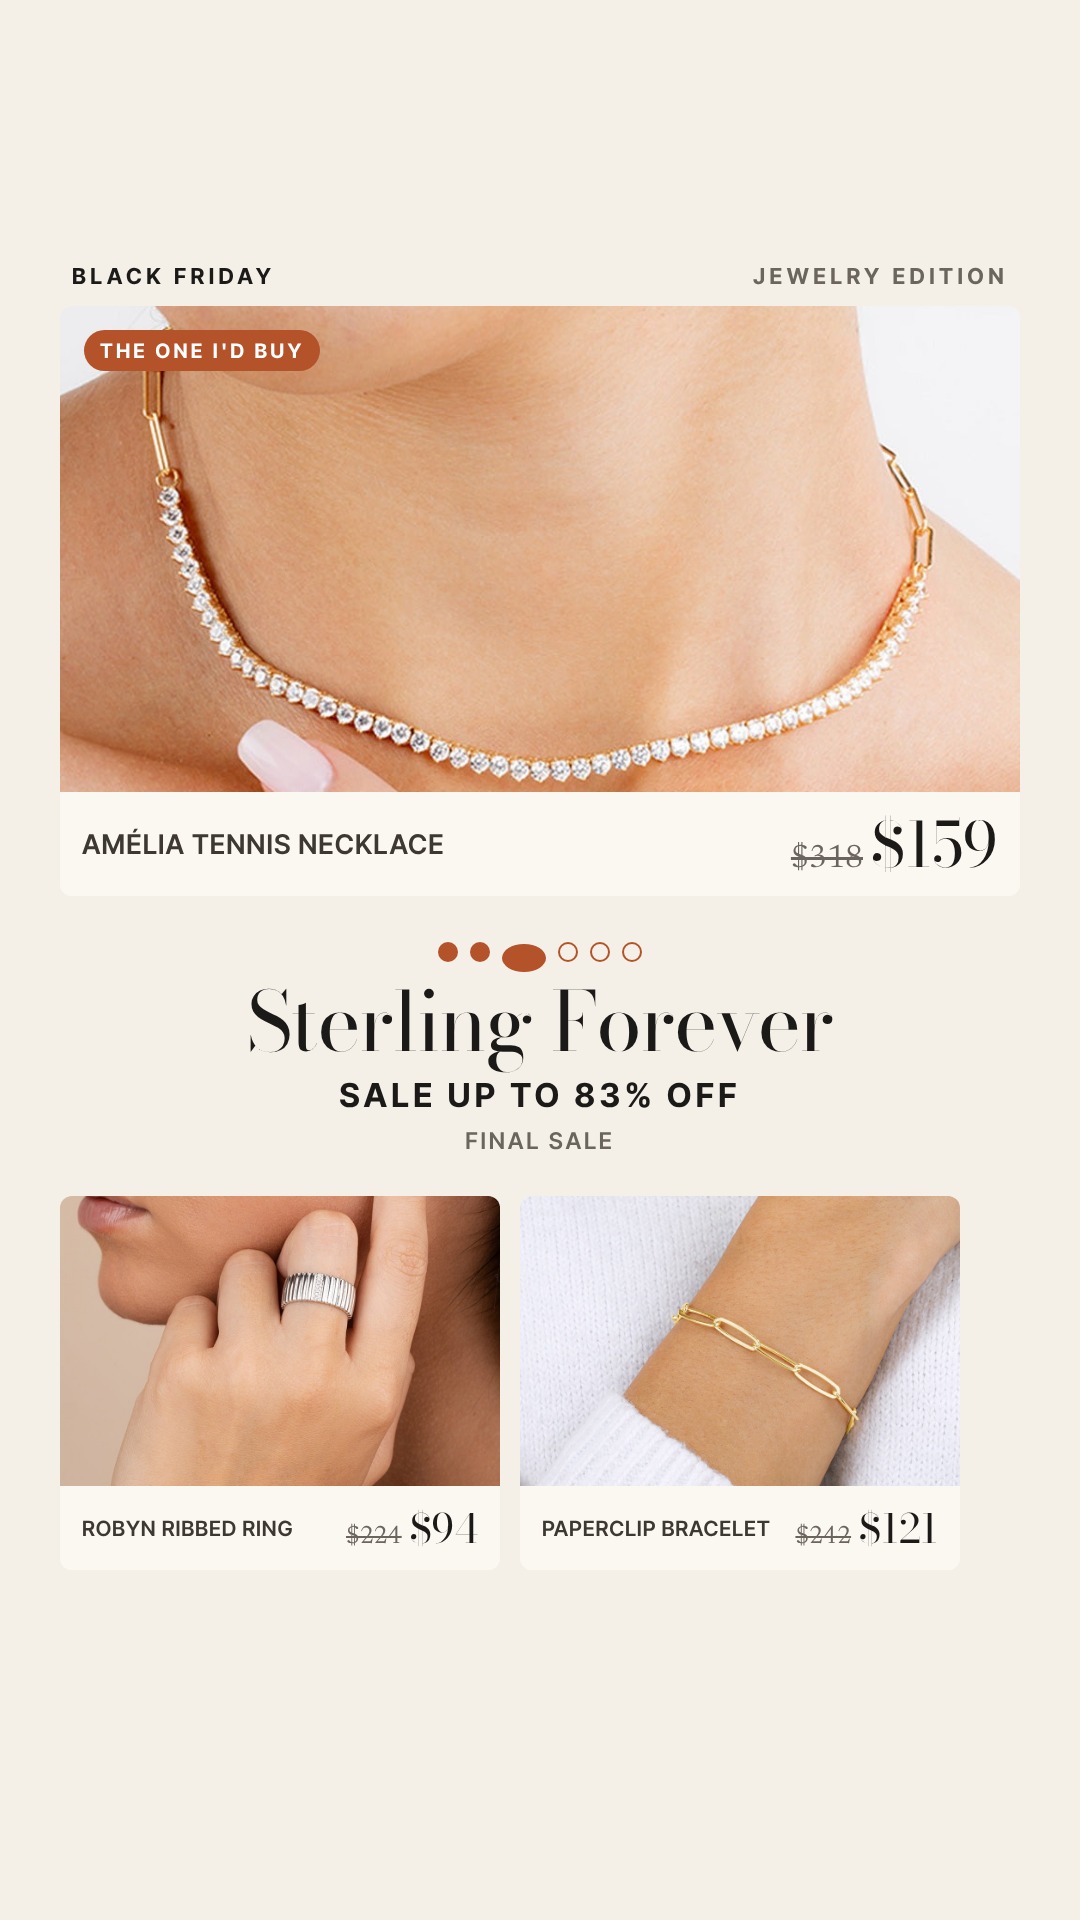 BLACK FRIDAY
JEWELRY EDITION
THE ONE I'D BUY
AMÉLIA TENNIS NECKLACE
$318 $159
Sterling Forever
SALE UP TO 83% OFF
FINAL SALE
ROBYN RIBBED RING
$224 $94
PAPERCLIP BRACELET
$242 $121